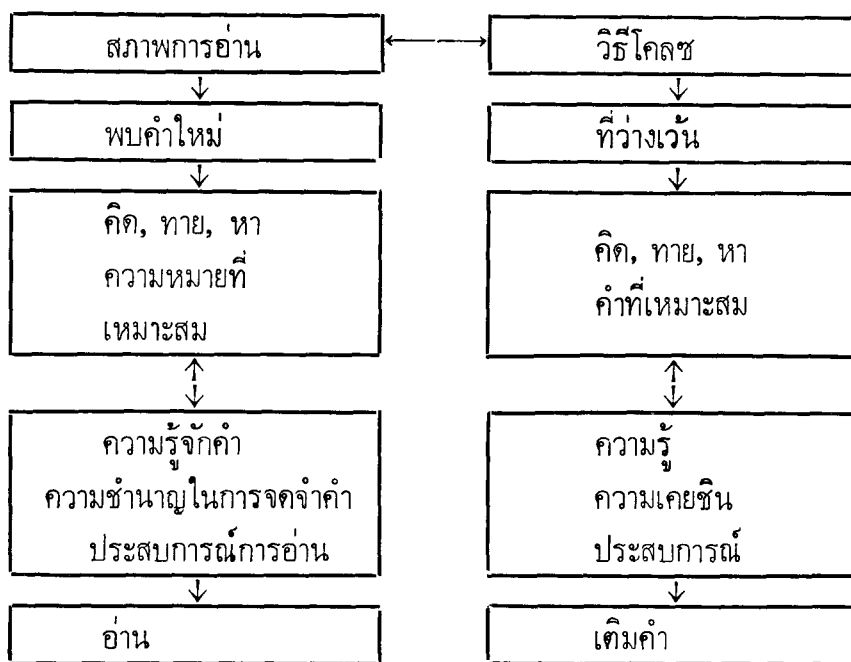 สภาพการอ่าน
วิธีโคลซ
พบคำใหม่
ที่ว่างเว้น
คิด, ทาย, หา
ความหมายที่
เหมาะสม
คิด, ทาย, หา
คำที่เหมาะสม
ความรู้จักคำ
ความชำนาญในการจดจำคำ
ประสบการณ์การอ่าน
ความรู้
ความเคยชิน
ประสบการณ์
อ่าน
เติมคำ